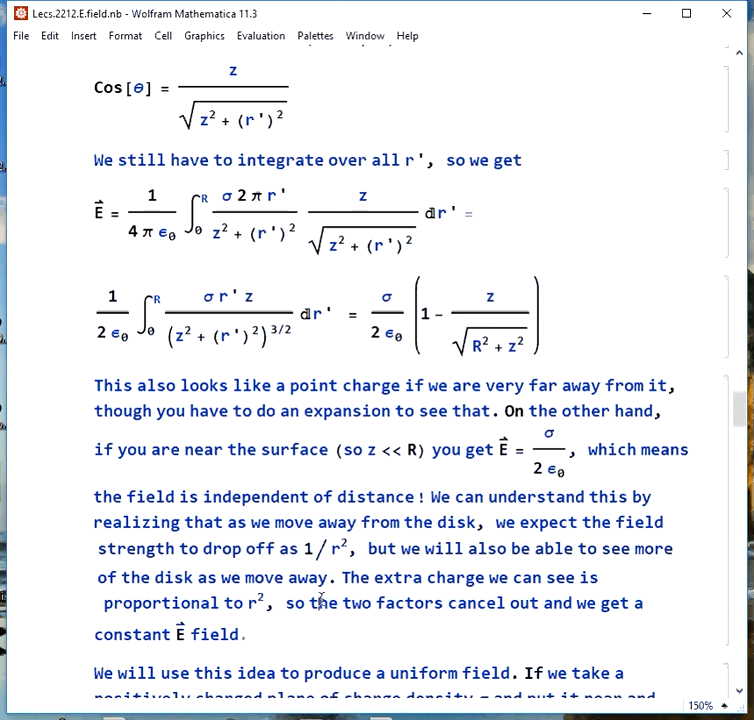 Lecs.2212.E.field.nb - Wolfram Mathematica 11.3
File Edit Insert Format Cell Graphics Evaluation Palettes Window Help
Cos[θ] = z / √(z² + (r')²)
We still have to integrate over all r', so we get
E⃗ = 1/(4 π ϵ₀) ∫₀ᴿ (σ 2 π r')/(z² + (r')²) z/√(z² + (r')²) ⅆr' =
1/(2 ϵ₀) ∫₀ᴿ (σ r' z)/(z² + (r')²)^(3/2) ⅆr' = σ/(2 ϵ₀) (1 - z/√(R² + z²))
This also looks like a point charge if we are very far away from it,
though you have to do an expansion to see that. On the other hand,
if you are near the surface (so z << R) you get E⃗ = σ/(2 ϵ₀), which means
the field is independent of distance! We can understand this by
realizing that as we move away from the disk, we expect the field
strength to drop off as 1/r², but we will also be able to see more
of the disk as we move away. The extra charge we can see is
proportional to r², so the two factors cancel out and we get a
constant E⃗ field.
We will use this idea to produce a uniform field. If we take a
150%